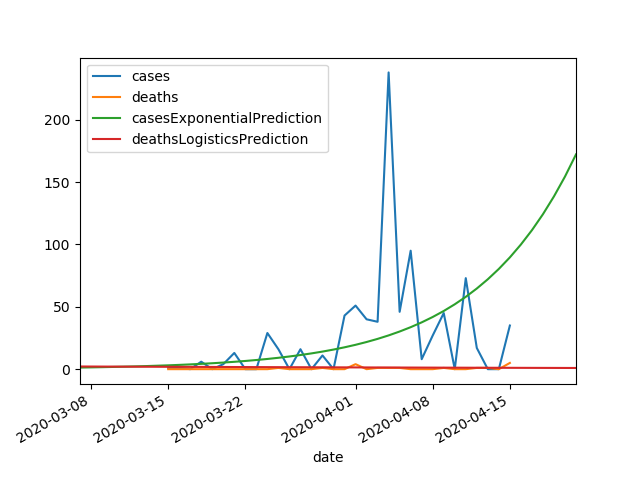 cases
deaths
casesExponentialPrediction
deathsLogisticsPrediction
200
150
100
50
0
2020-03-08
2020-03-15
2020-03-22
2020-04-01
2020-04-08
2020-04-15
date